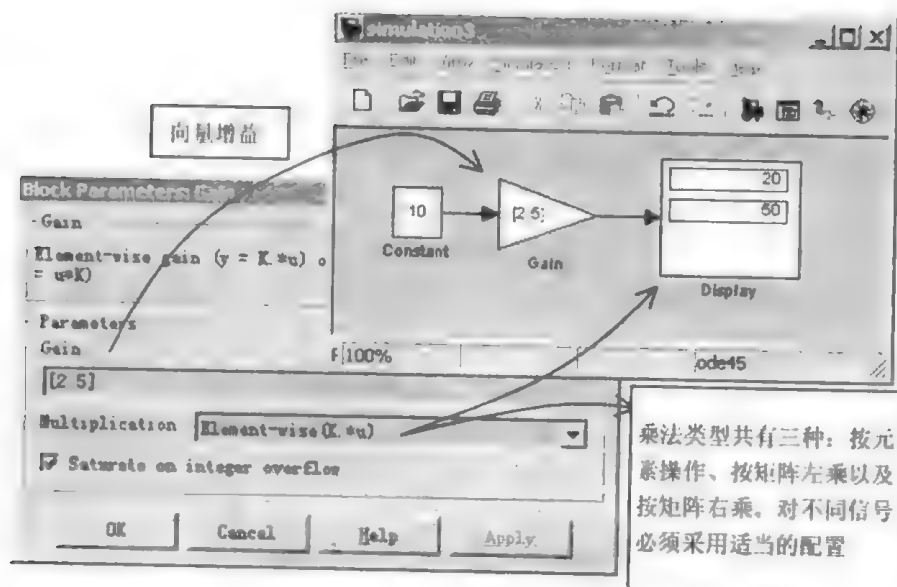 simulation3
向量增益
10
Constant
[2 5]
Gain
20
50
Display
100%
ode45
Block Parameters:
Gain
Element-wise gain (y = K.*u) o
= u*K)
Parameters
Gain
[2 5]
Multiplication Element-wise(K.*u)
Saturate on integer overflow
OK Cancel Help Apply
乘法类型共有三种：按元
素操作、按矩阵左乘以及
按矩阵右乘。对不同信号
必须采用适当的配置